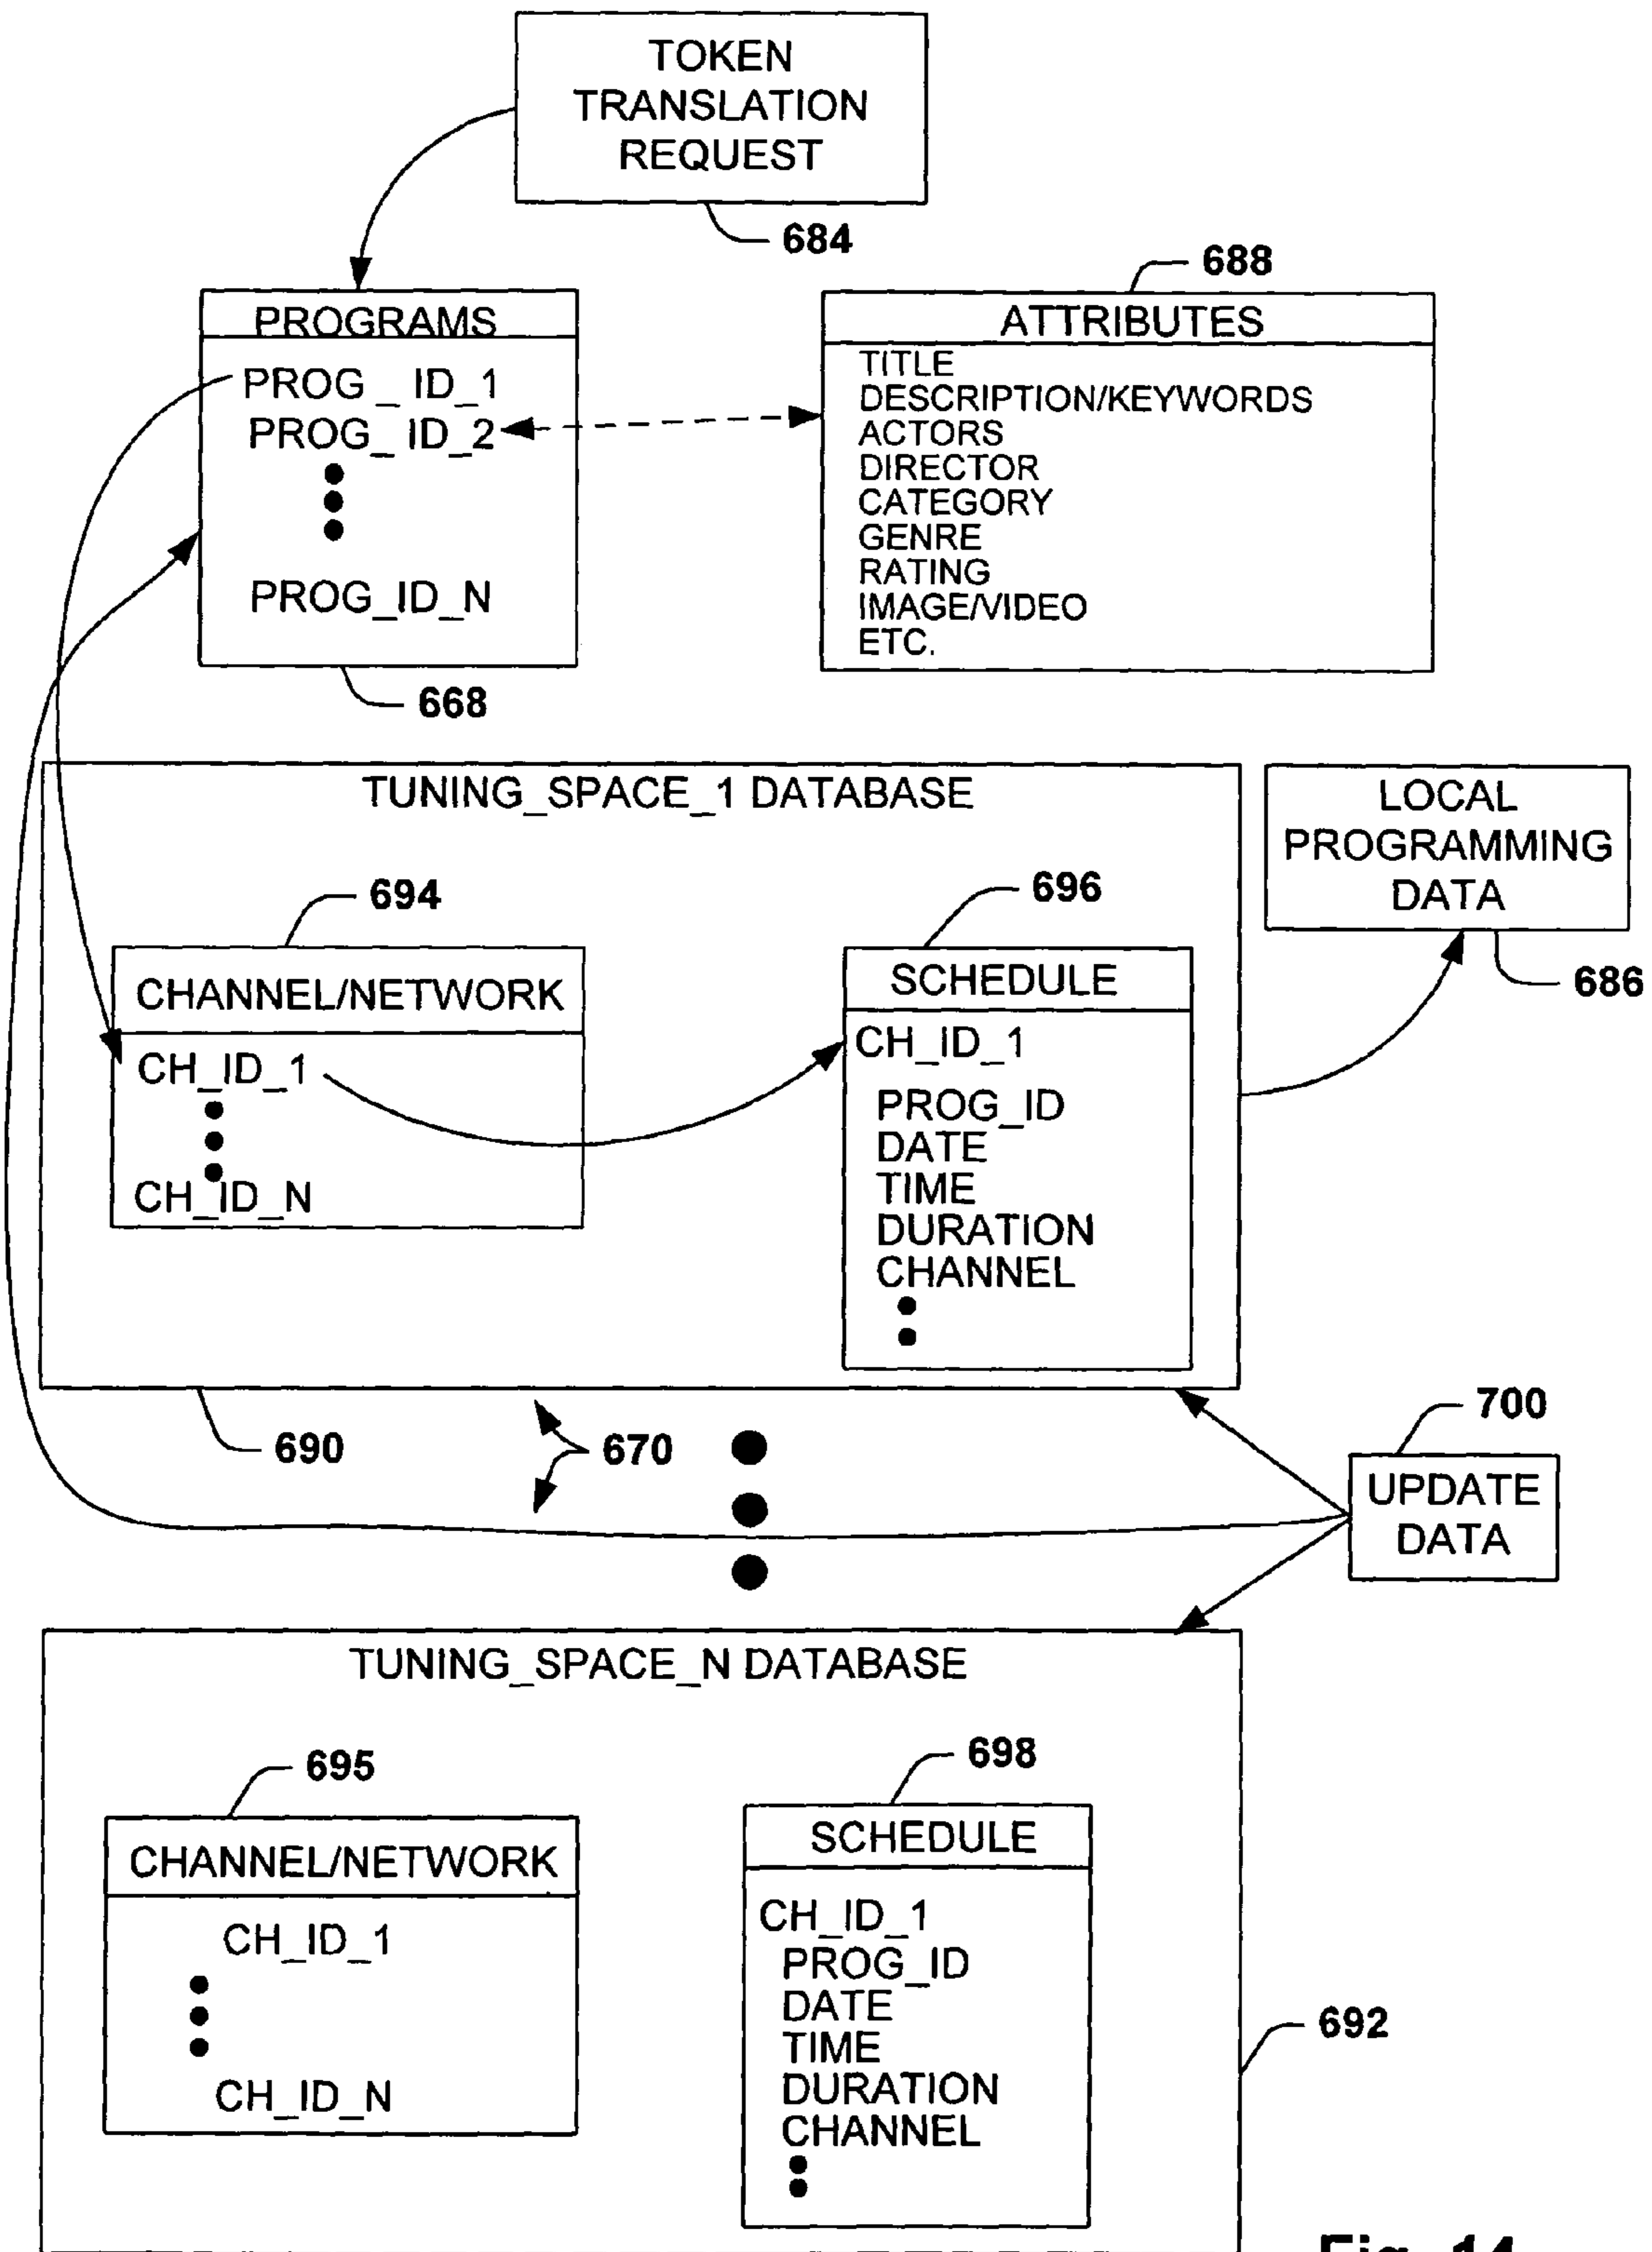 TOKEN
TRANSLATION
REQUEST
684
688
PROGRAMS
PROG _ ID_1
PROG_ ID_2
PROG_ID_N
668
ATTRIBUTES
TITLE
DESCRIPTION/KEYWORDS
ACTORS
DIRECTOR
CATEGORY
GENRE
RATING
IMAGE/VIDEO
ETC.
TUNING_SPACE_1 DATABASE
LOCAL
PROGRAMMING
DATA
686
694
CHANNEL/NETWORK
CH_ID_1
CH_ID_N
696
SCHEDULE
CH_ID_1
PROG_ID
DATE
TIME
DURATION
CHANNEL
690
670
700
UPDATE
DATA
TUNING_SPACE_N DATABASE
695
CHANNEL/NETWORK
CH_ID_1
CH_ID_N
698
SCHEDULE
CH_ID_1
PROG_ID
DATE
TIME
DURATION
CHANNEL
692
Fig. 14